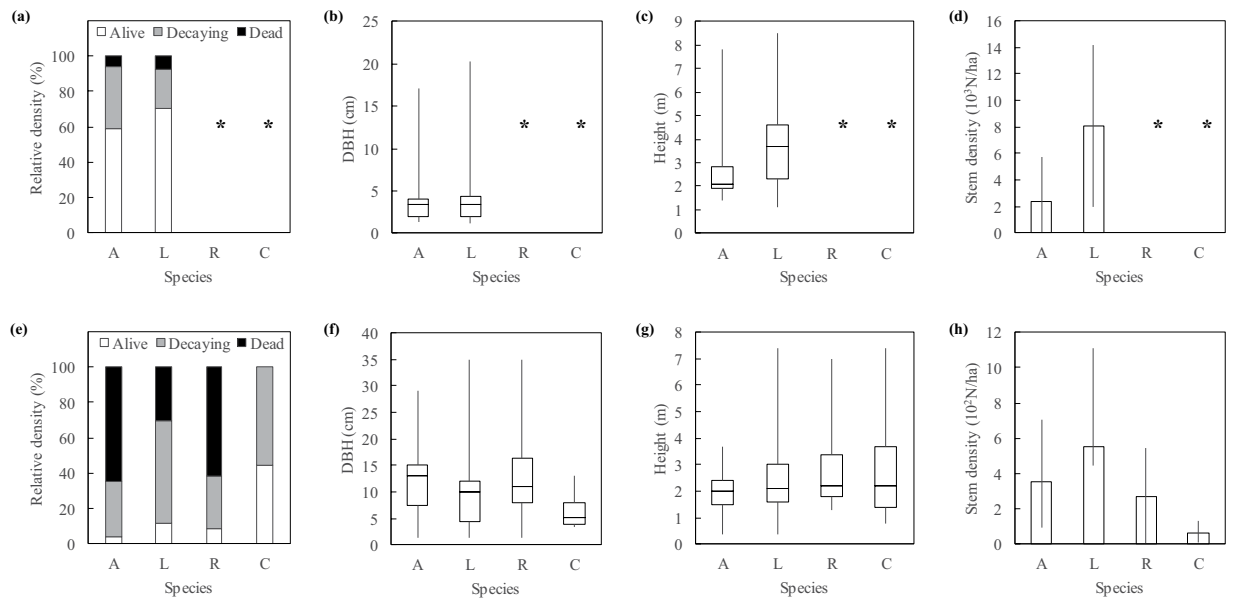 (a)
Alive Decaying Dead
Relative density (%)
100
80
60
40
20
0
* *
A L R C
Species
(b)
DBH (cm)
25
20
15
10
5
0
* *
A L R C
Species
(c)
Height (m)
9
8
7
6
5
4
3
2
1
0
* *
A L R C
Species
(d)
Stem density (10³N/ha)
16
14
12
10
8
6
4
2
0
* *
A L R C
Species
(e)
Alive Decaying Dead
Relative density (%)
100
80
60
40
20
0
A L R C
Species
(f)
DBH (cm)
40
35
30
25
20
15
10
5
0
A L R C
Species
(g)
Height (m)
8
7
6
5
4
3
2
1
0
A L R C
Species
(h)
Stem density (10²N/ha)
12
10
8
6
4
2
0
A L R C
Species